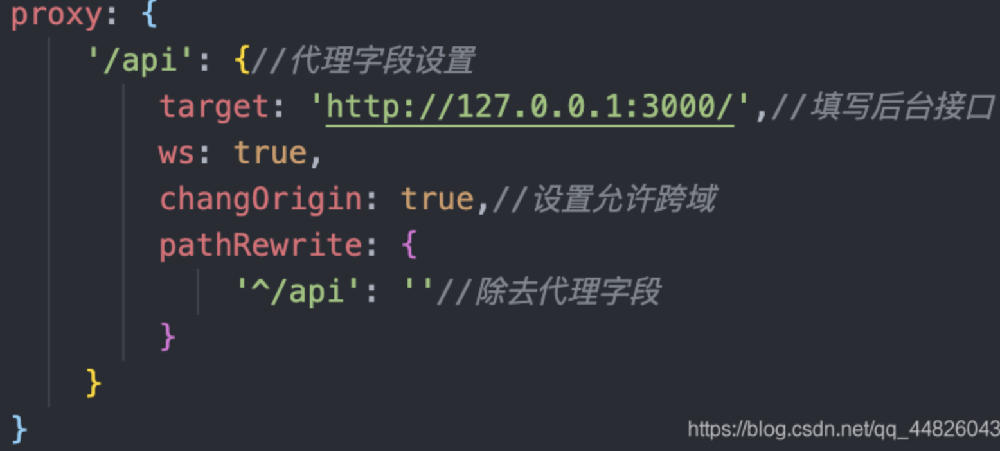 proxy: {
'/api': {//代理字段设置
target: 'http://127.0.0.1:3000/',//填写后台接口
ws: true,
changOrigin: true,//设置允许跨域
pathRewrite: {
'^/api': ''//除去代理字段
}
}
}
https://blog.csdn.net/qq_44826043